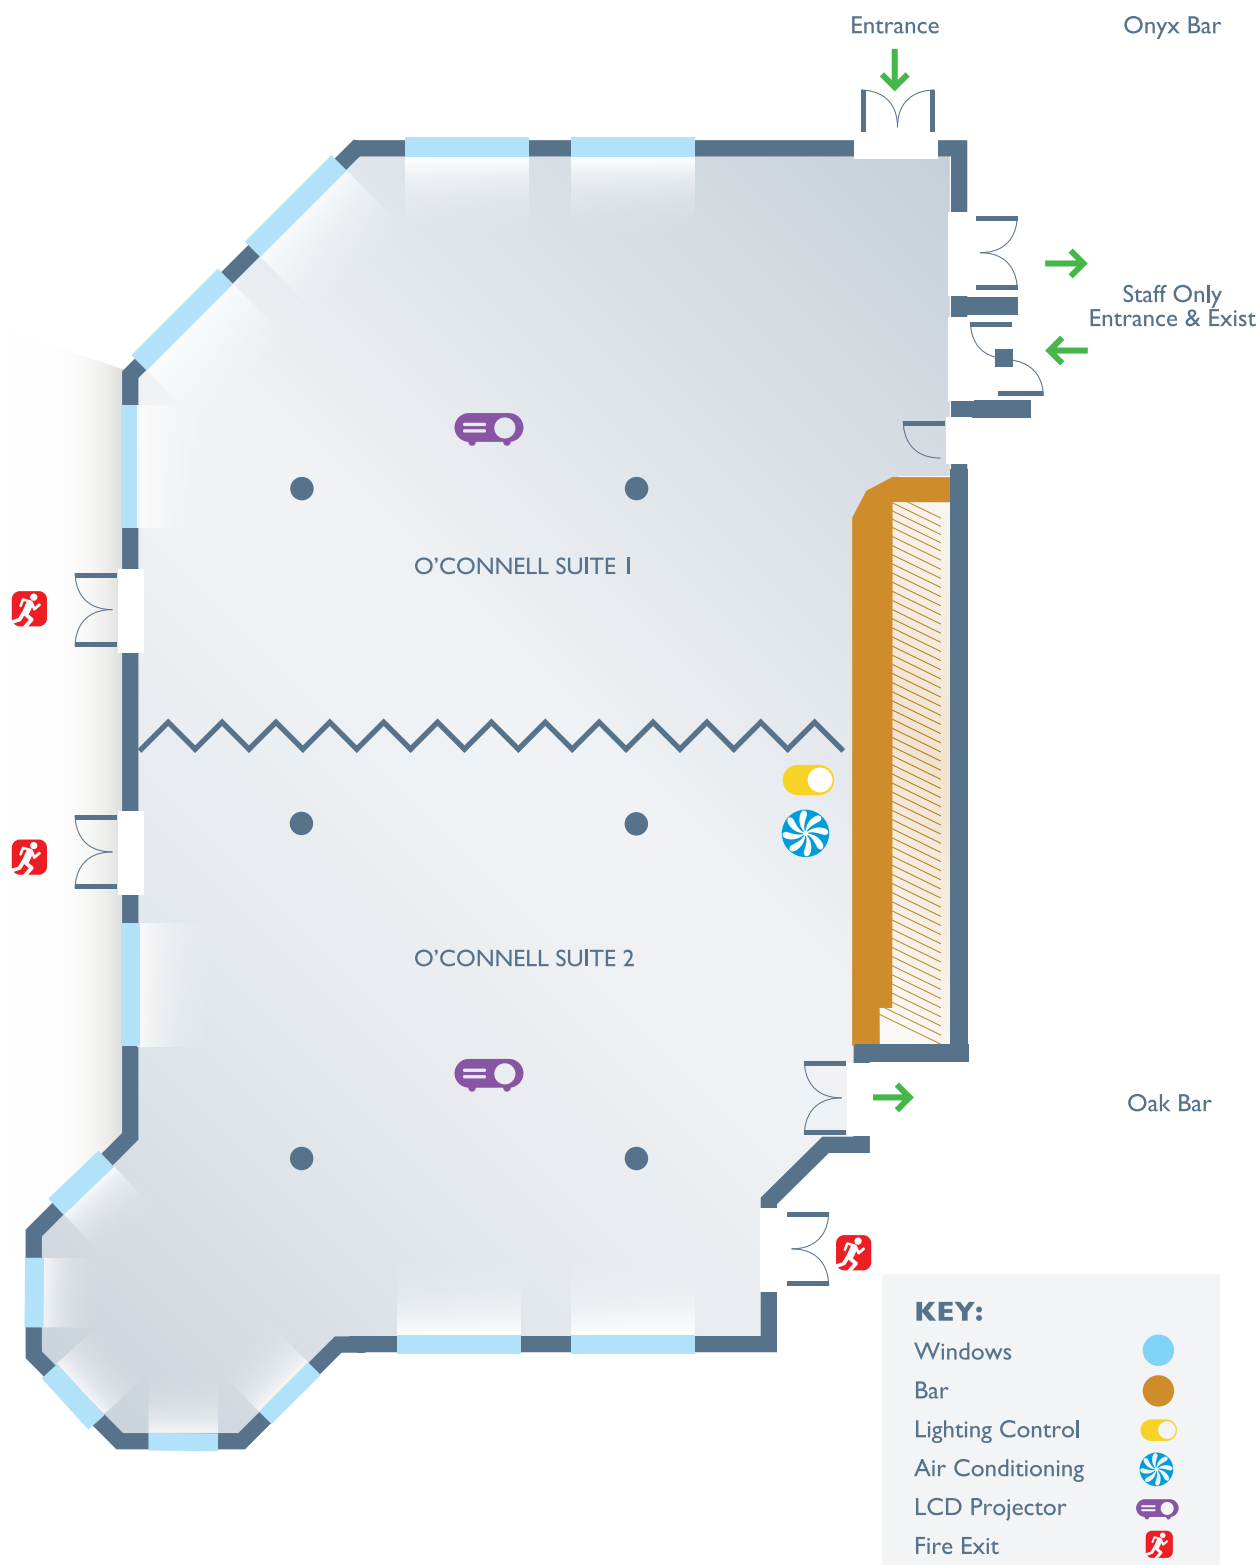 Entrance
Onyx Bar
Staff Only
Entrance & Exist
O'CONNELL SUITE 1
O'CONNELL SUITE 2
Oak Bar
KEY:
Windows
Bar
Lighting Control
Air Conditioning
LCD Projector
Fire Exit